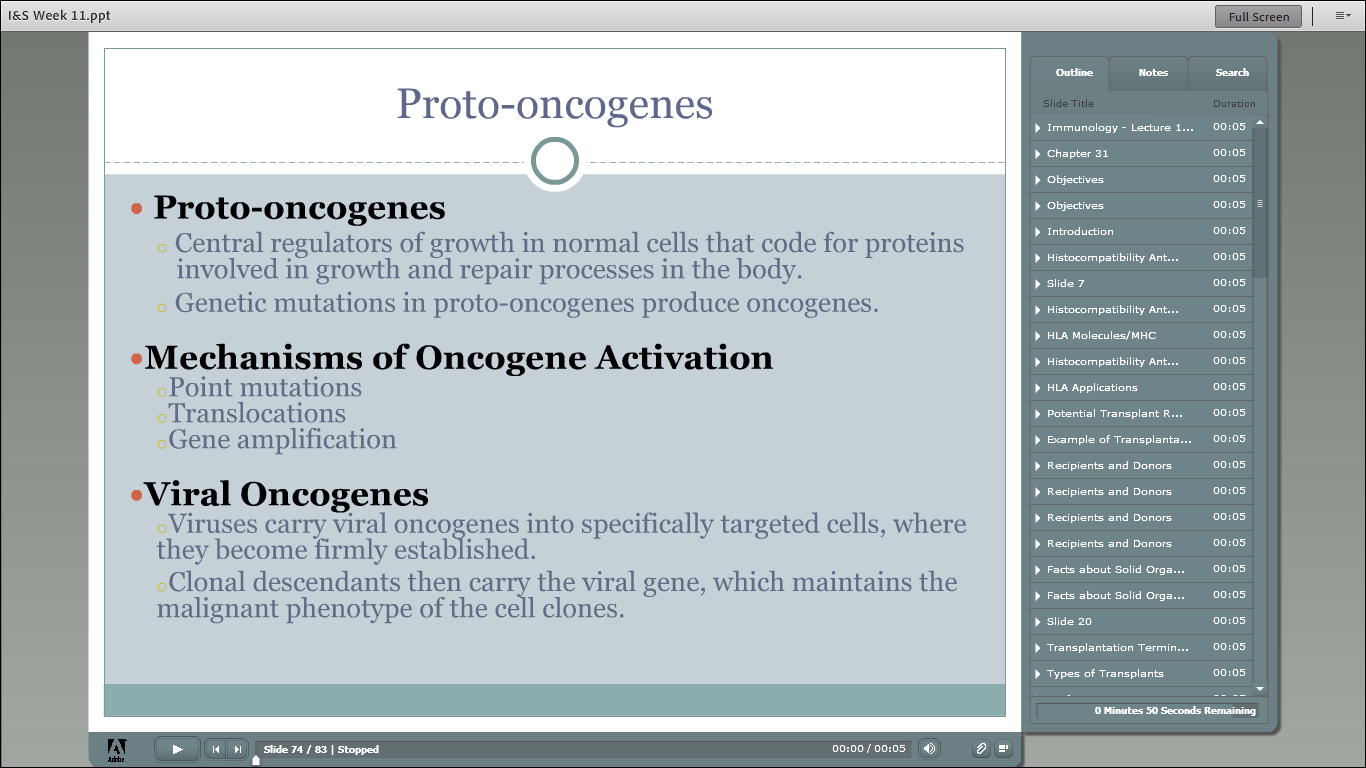 I&S Week 11.ppt
Full Screen
Proto-oncogenes
Proto-oncogenes
Central regulators of growth in normal cells that code for proteins
involved in growth and repair processes in the body.
Genetic mutations in proto-oncogenes produce oncogenes.
Mechanisms of Oncogene Activation
Point mutations
Translocations
Gene amplification
Viral Oncogenes
Viruses carry viral oncogenes into specifically targeted cells, where
they become firmly established.
Clonal descendants then carry the viral gene, which maintains the
malignant phenotype of the cell clones.
Outline Notes Search
Slide Title Duration
Immunology - Lecture 1... 00:05
Chapter 31 00:05
Objectives 00:05
Objectives 00:05
Introduction 00:05
Histocompatibility Ant... 00:05
Slide 7 00:05
Histocompatibility Ant... 00:05
HLA Molecules/MHC 00:05
Histocompatibility Ant... 00:05
HLA Applications 00:05
Potential Transplant R... 00:05
Example of Transplanta... 00:05
Recipients and Donors 00:05
Recipients and Donors 00:05
Recipients and Donors 00:05
Recipients and Donors 00:05
Facts about Solid Orga... 00:05
Facts about Solid Orga... 00:05
Slide 20 00:05
Transplantation Termin... 00:05
Types of Transplants 00:05
0 Minutes 50 Seconds Remaining
Adobe
Slide 74 / 83 | Stopped 00:00 / 00:05